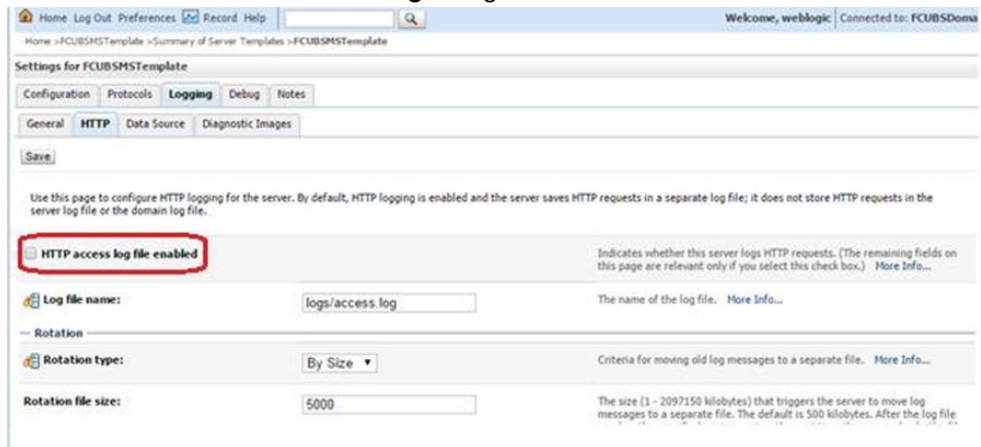 Home Log Out Preferences Record Help
Welcome, weblogic Connected to: FCUBSDoma
Home >FCUBSMSTemplate >Summary of Server Templates >FCUBSMSTemplate
Settings for FCUBSMSTemplate
Configuration Protocols Logging Debug Notes
General HTTP Data Source Diagnostic Images
Save
Use this page to configure HTTP logging for the server. By default, HTTP logging is enabled and the server saves HTTP requests in a separate log file; it does not store HTTP requests in the
server log file or the domain log file.
HTTP access log file enabled
Indicates whether this server logs HTTP requests. (The remaining fields on
this page are relevant only if you select this check box.) More Info...
Log file name:
logs/access.log
The name of the log file. More Info...
Rotation
Rotation type:
By Size
Criteria for moving old log messages to a separate file. More Info...
Rotation file size:
5000
The size (1 - 2097150 kilobytes) that triggers the server to move log
messages to a separate file. The default is 500 kilobytes. After the log file